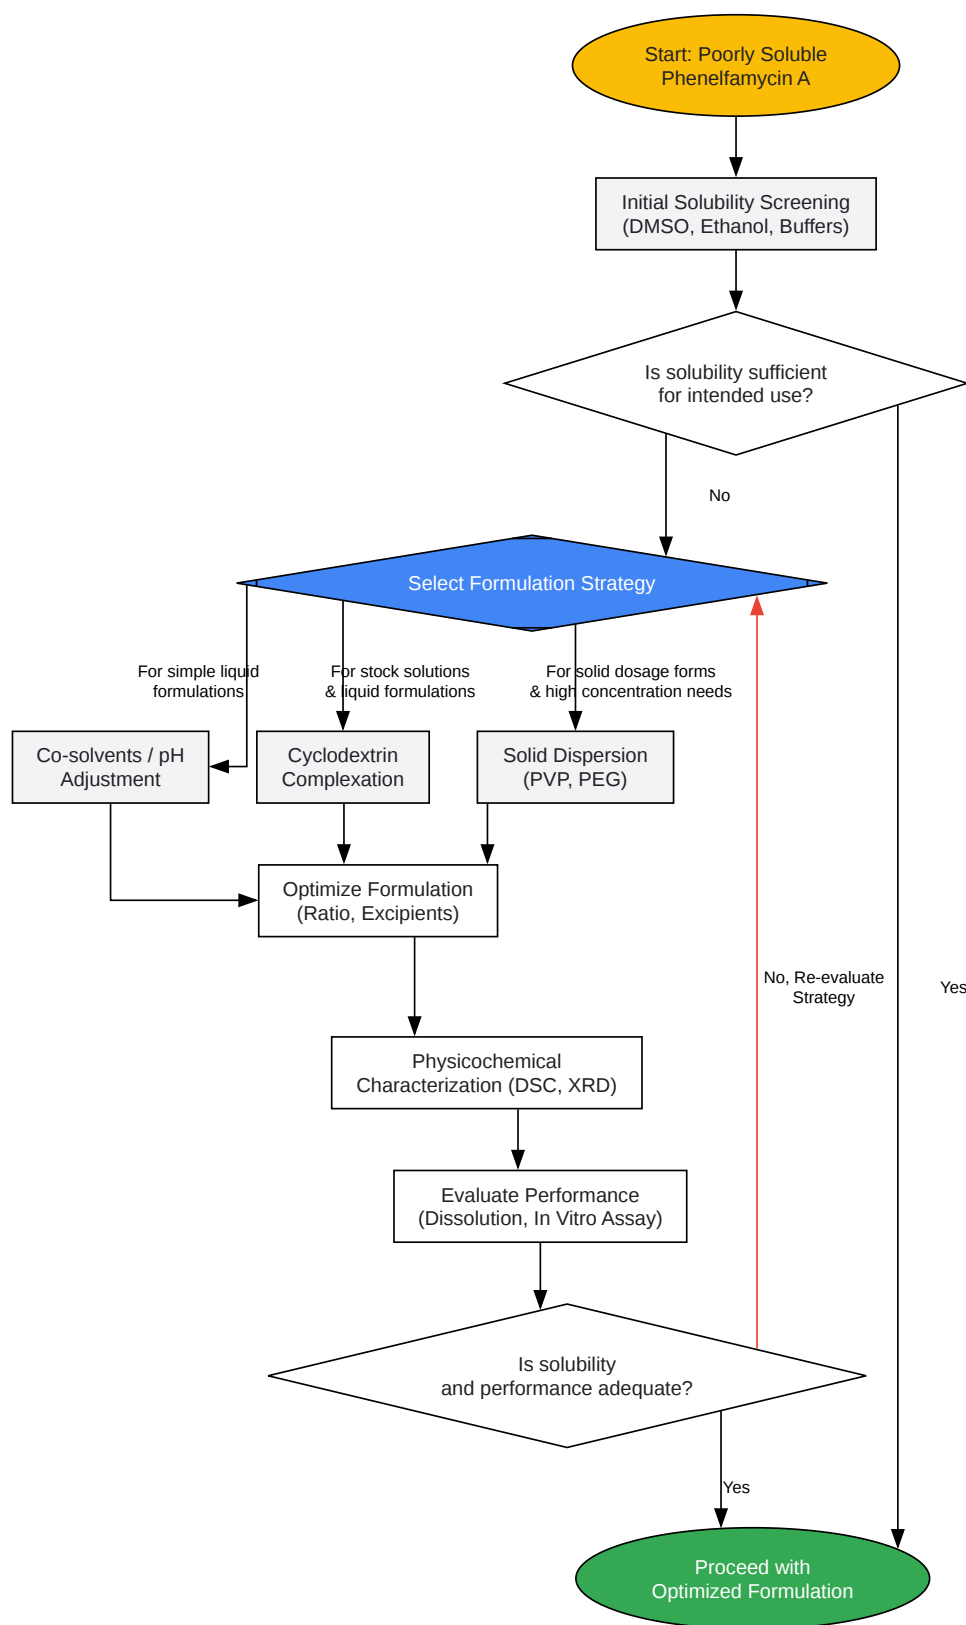 Start: Poorly Soluble
Phenelfamycin A
Initial Solubility Screening
(DMSO, Ethanol, Buffers)
Is solubility sufficient
for intended use?
No
Select Formulation Strategy
For simple liquid
formulations
For stock solutions
& liquid formulations
For solid dosage forms
& high concentration needs
Co-solvents / pH
Adjustment
Cyclodextrin
Complexation
Solid Dispersion
(PVP, PEG)
Optimize Formulation
(Ratio, Excipients)
No, Re-evaluate
Strategy
Yes
Physicochemical
Characterization (DSC, XRD)
Evaluate Performance
(Dissolution, In Vitro Assay)
Is solubility
and performance adequate?
Yes
Proceed with
Optimized Formulation